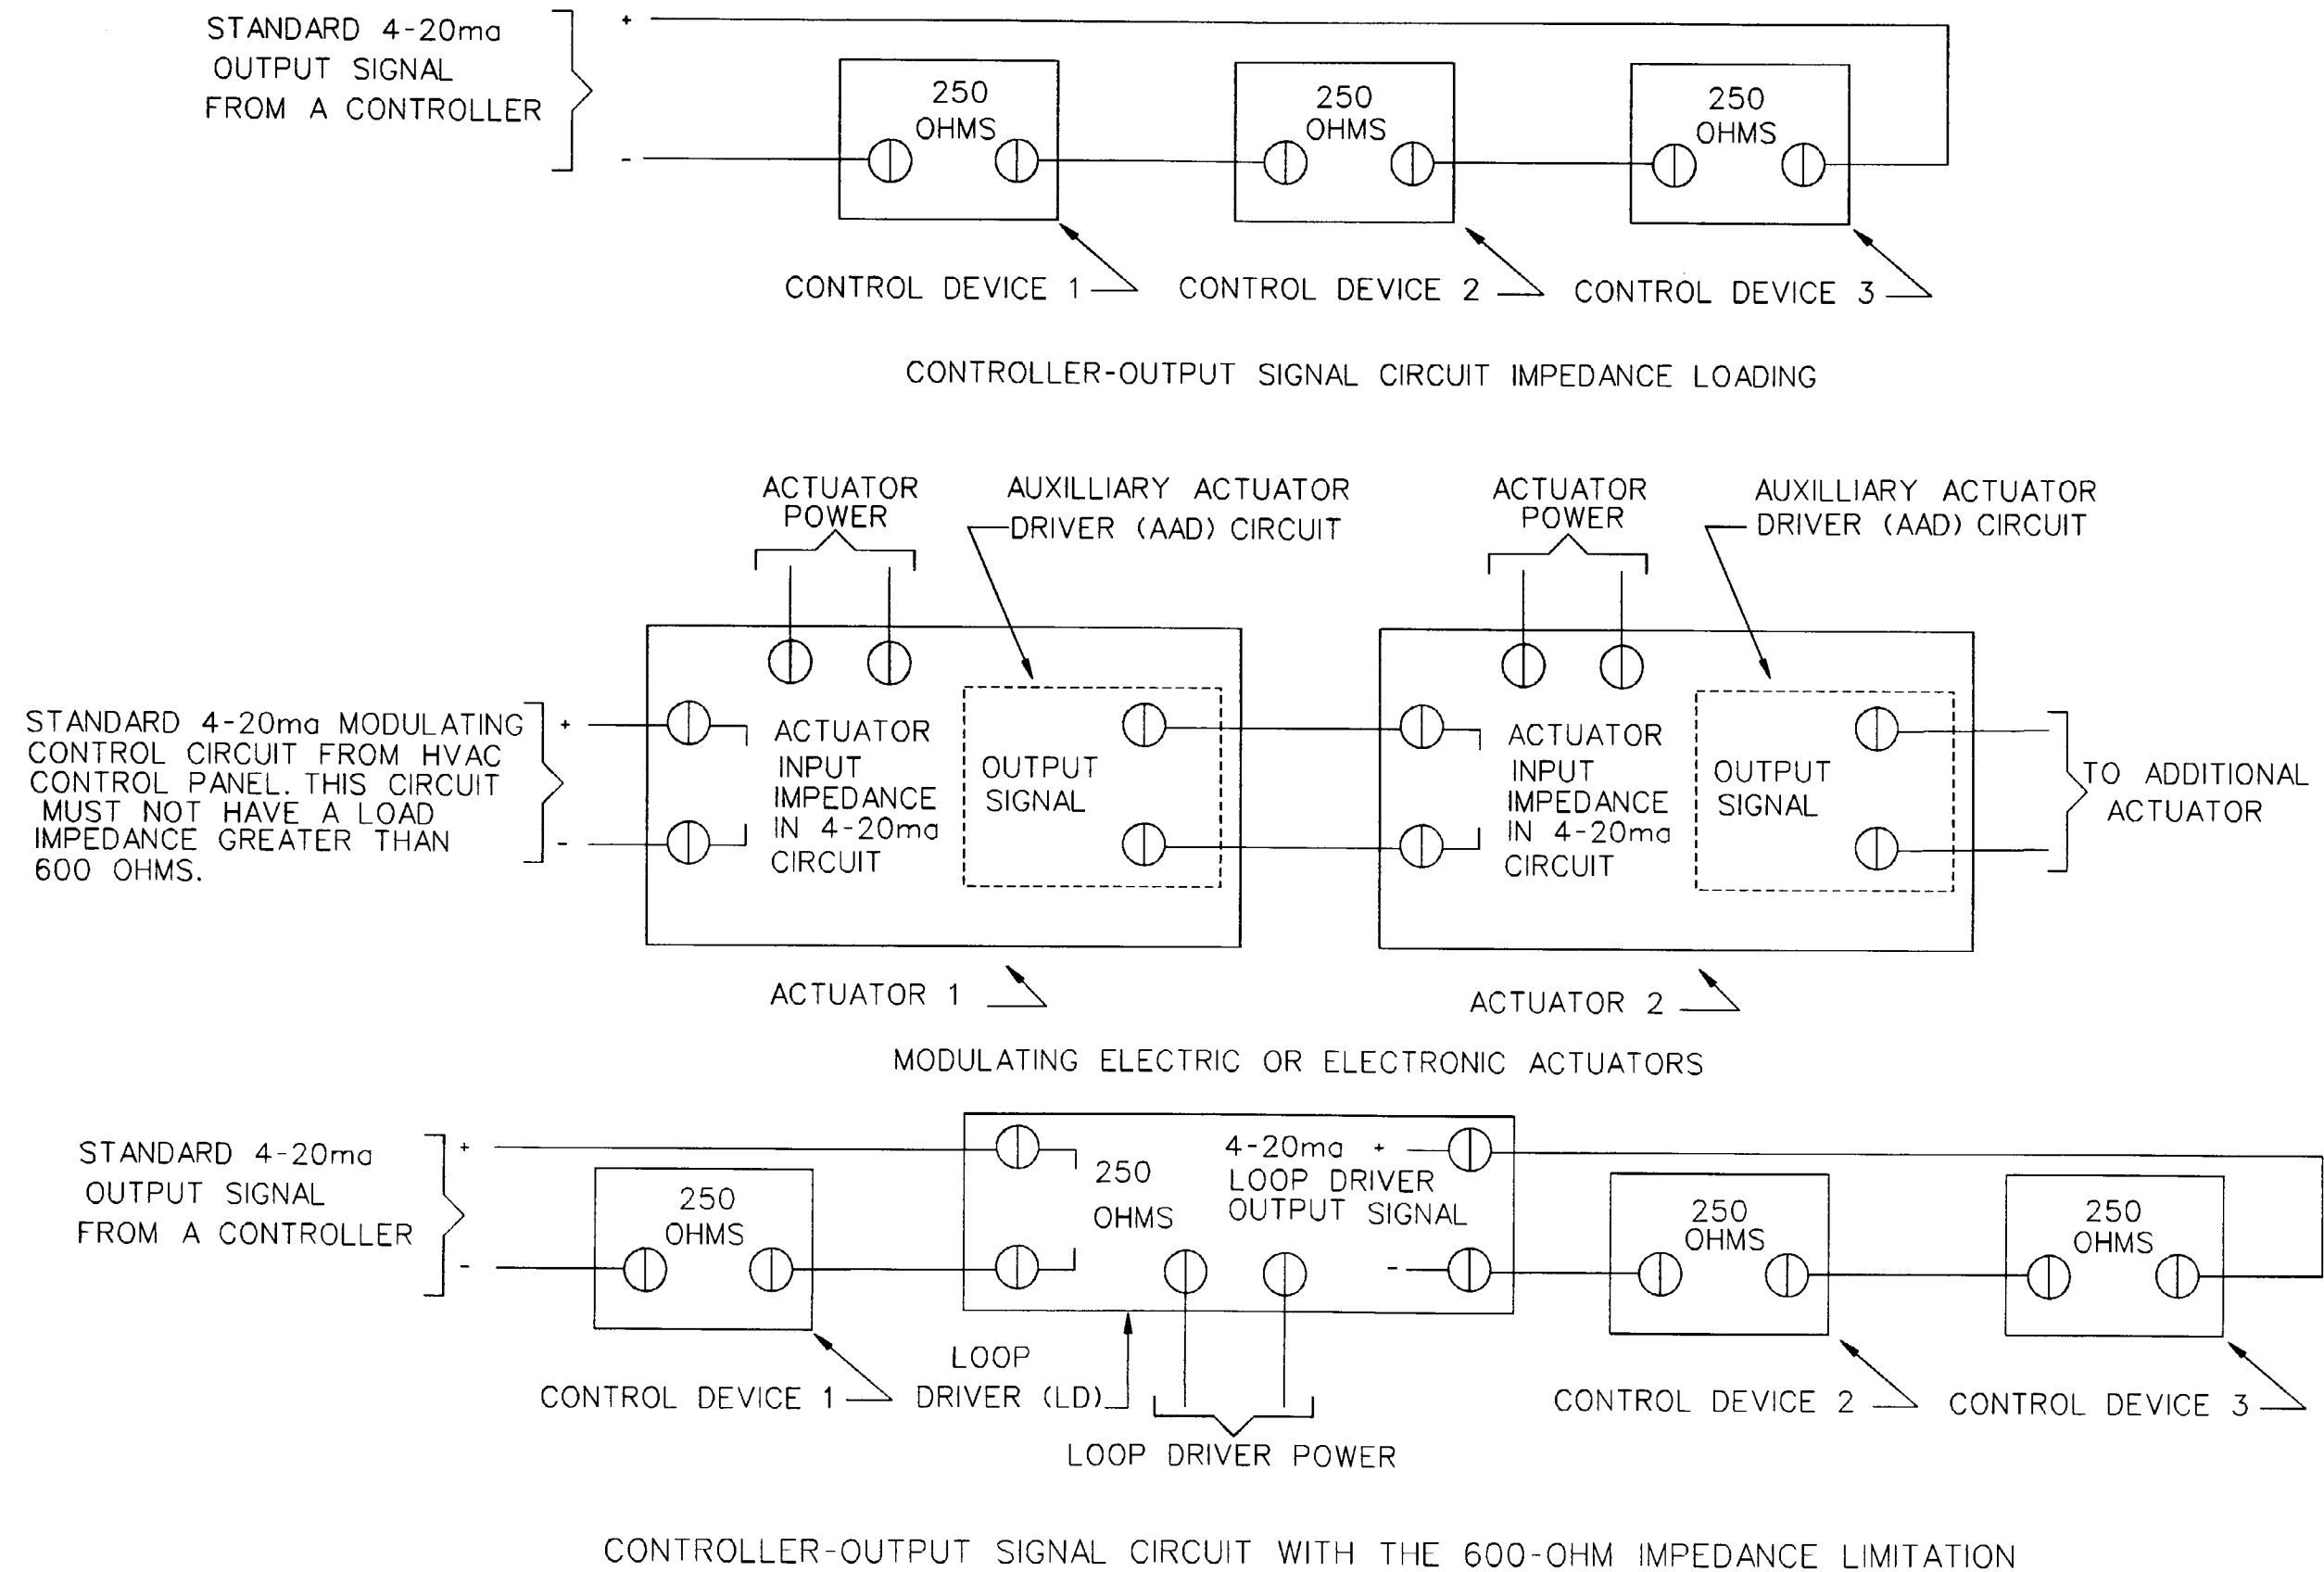 STANDARD 4-20ma
OUTPUT SIGNAL
FROM A CONTROLLER
+
-
250
OHMS
250
OHMS
250
OHMS
CONTROL DEVICE 1
CONTROL DEVICE 2
CONTROL DEVICE 3
CONTROLLER-OUTPUT SIGNAL CIRCUIT IMPEDANCE LOADING
ACTUATOR
POWER
AUXILLIARY ACTUATOR
DRIVER (AAD) CIRCUIT
ACTUATOR
POWER
AUXILLIARY ACTUATOR
DRIVER (AAD) CIRCUIT
STANDARD 4-20ma MODULATING
CONTROL CIRCUIT FROM HVAC
CONTROL PANEL. THIS CIRCUIT
MUST NOT HAVE A LOAD
IMPEDANCE GREATER THAN
600 OHMS.
+
-
ACTUATOR
INPUT
IMPEDANCE
IN 4-20ma
CIRCUIT
OUTPUT
SIGNAL
ACTUATOR
INPUT
IMPEDANCE
IN 4-20ma
CIRCUIT
OUTPUT
SIGNAL
TO ADDITIONAL
ACTUATOR
ACTUATOR 1
ACTUATOR 2
MODULATING ELECTRIC OR ELECTRONIC ACTUATORS
STANDARD 4-20ma
OUTPUT SIGNAL
FROM A CONTROLLER
+
-
250
OHMS
250
OHMS
4-20ma +
LOOP DRIVER
OUTPUT SIGNAL
-
250
OHMS
250
OHMS
CONTROL DEVICE 1
LOOP
DRIVER (LD)
LOOP DRIVER POWER
CONTROL DEVICE 2
CONTROL DEVICE 3
CONTROLLER-OUTPUT SIGNAL CIRCUIT WITH THE 600-OHM IMPEDANCE LIMITATION